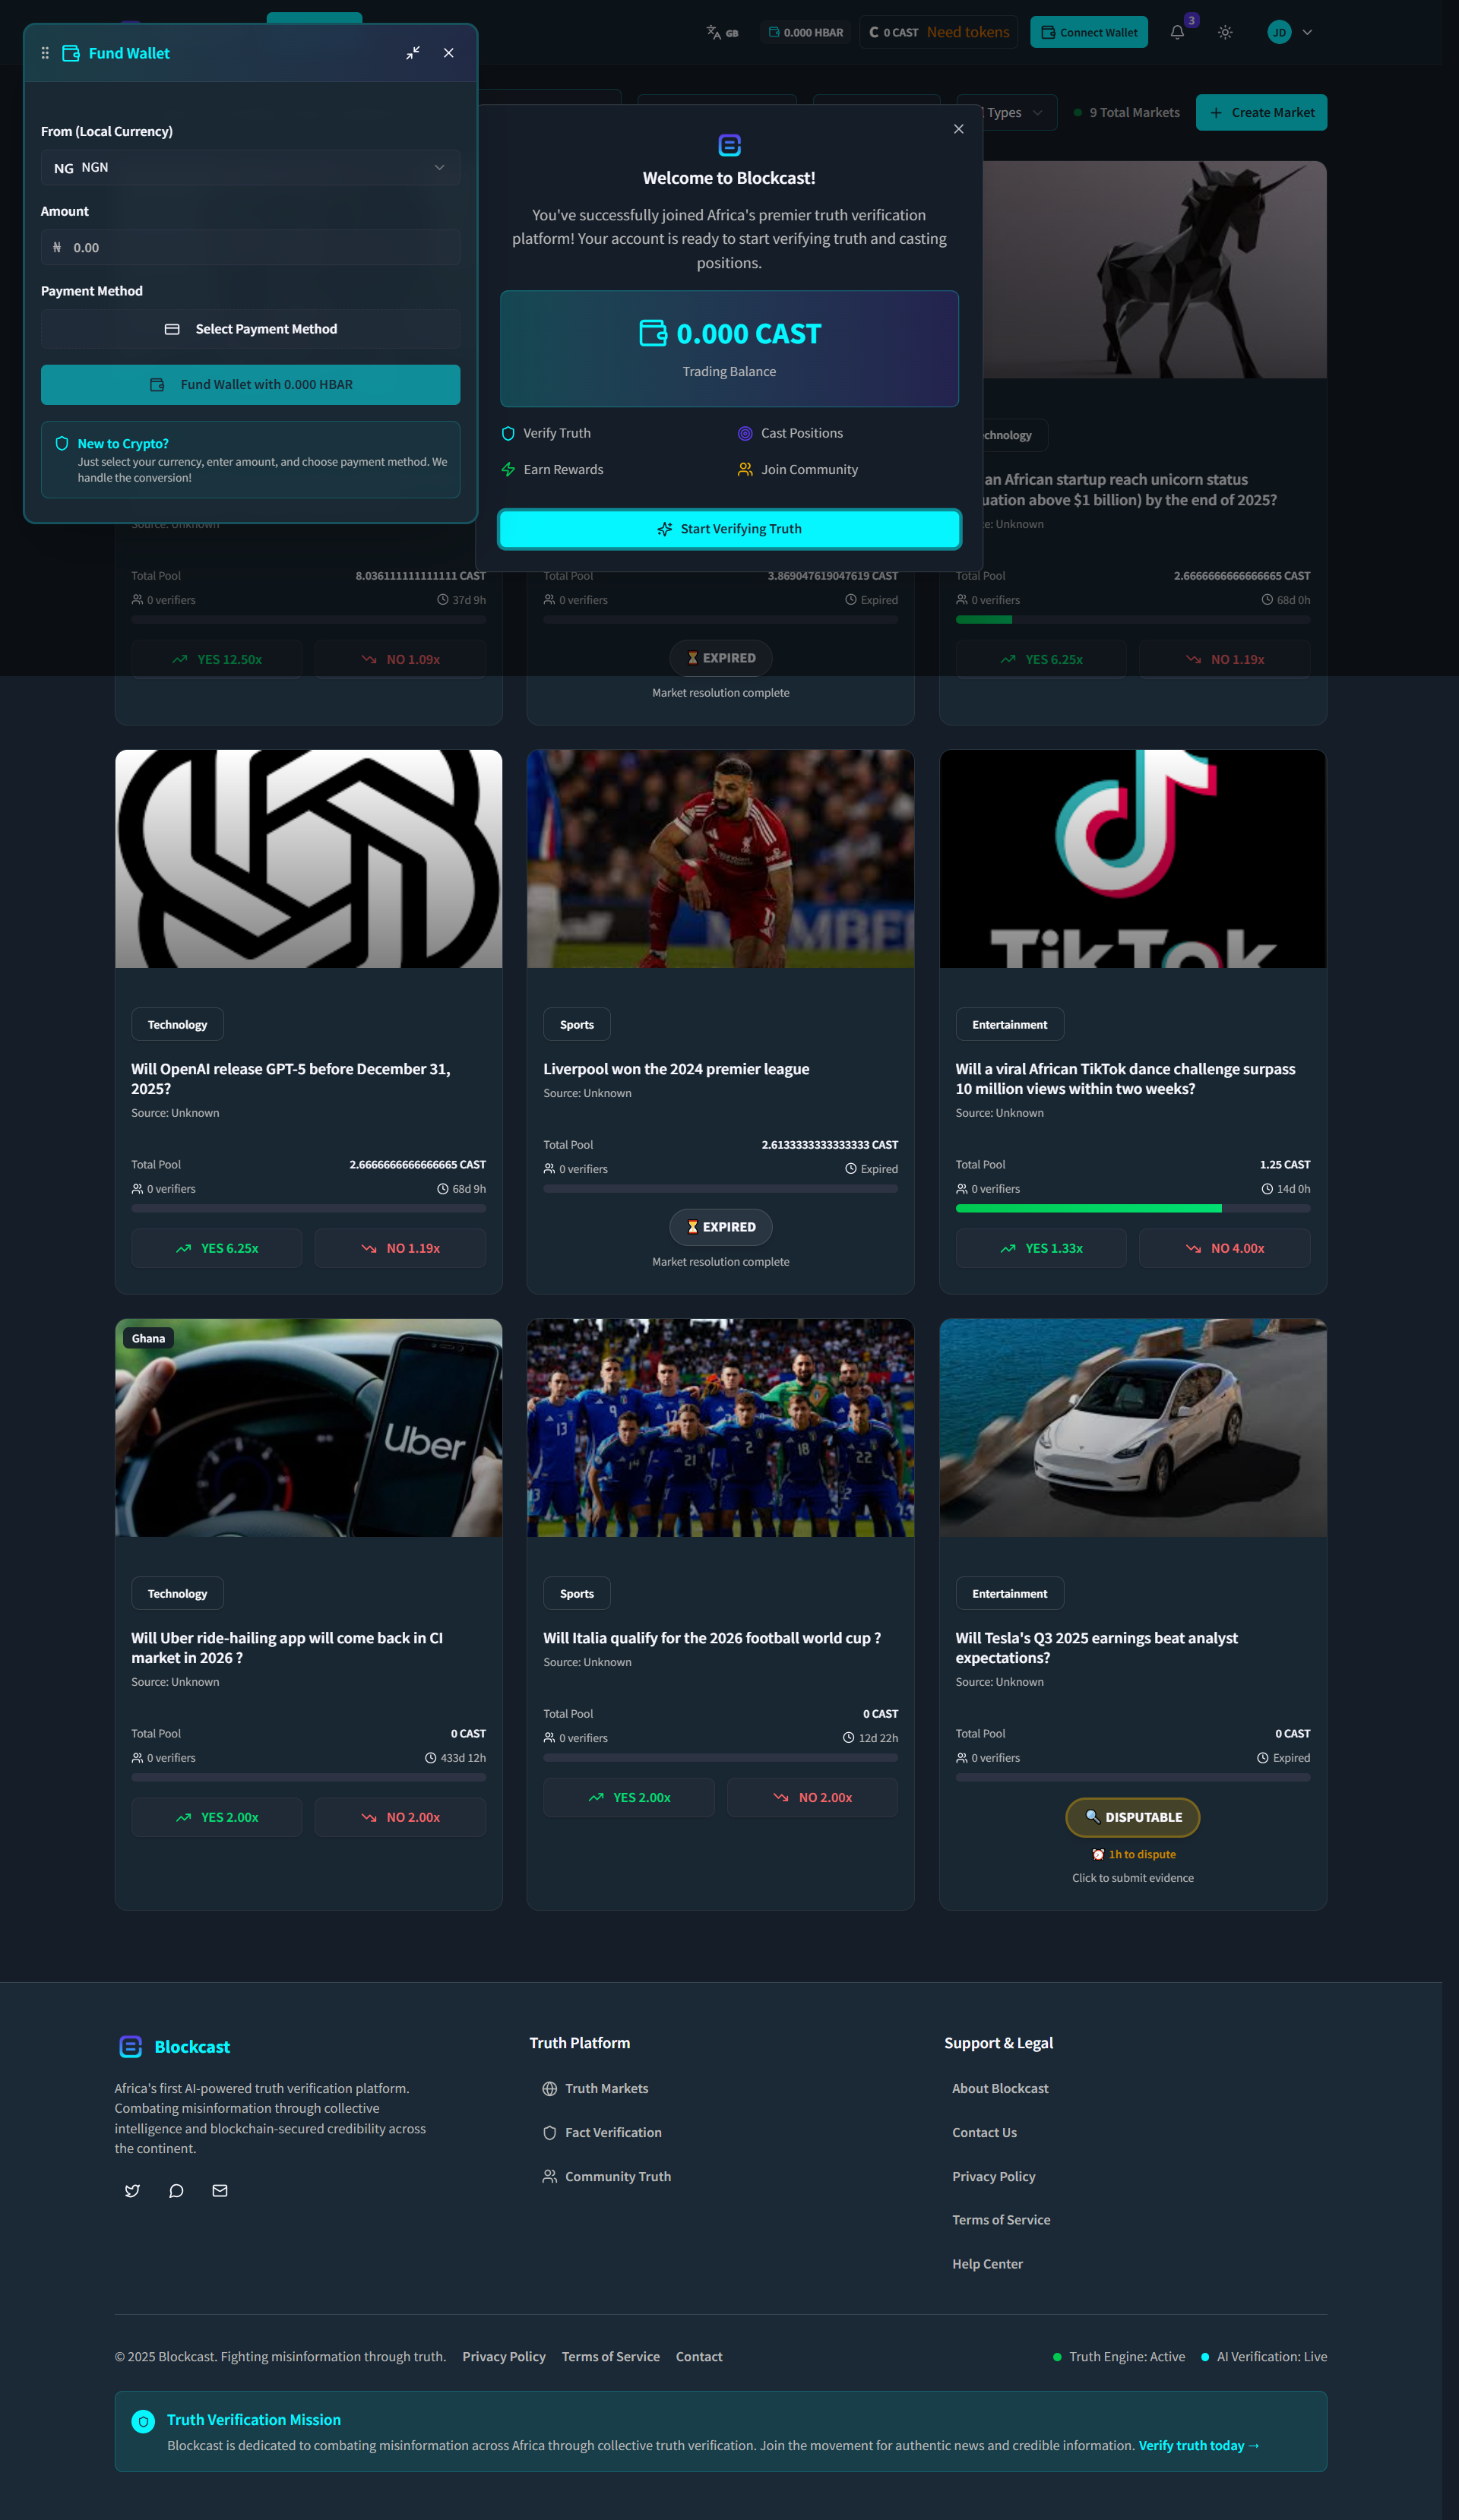 GB
0.000 HBAR
0 CAST Need tokens
Connect Wallet
3
JD
Fund Wallet
From (Local Currency)
NG NGN
Amount
₦ 0.00
Payment Method
Select Payment Method
Fund Wallet with 0.000 HBAR
New to Crypto?
Just select your currency, enter amount, and choose payment method. We
handle the conversion!
Types
9 Total Markets
Create Market
Welcome to Blockcast!
You've successfully joined Africa's premier truth verification
platform! Your account is ready to start verifying truth and casting
positions.
0.000 CAST
Trading Balance
Verify Truth
Cast Positions
Earn Rewards
Join Community
Start Verifying Truth
an African startup reach unicorn status
above $1 billion) by the end of 2025?
Unknown
Source: Unknown
Total Pool 8.036111111111111 CAST
0 verifiers 37d 9h
YES 12.50x NO 1.09x
Total Pool 3.869047619047619 CAST
0 verifiers Expired
⏳ EXPIRED
Market resolution complete
Total Pool 2.6666666666666665 CAST
0 verifiers 68d 0h
YES 6.25x NO 1.19x
Technology
Will OpenAI release GPT-5 before December 31,
2025?
Source: Unknown
Total Pool 2.6666666666666665 CAST
0 verifiers 68d 9h
YES 6.25x NO 1.19x
MEMBER
11
Sports
Liverpool won the 2024 premier league
Source: Unknown
Total Pool 2.6133333333333333 CAST
0 verifiers Expired
⏳ EXPIRED
Market resolution complete
TikTok
Entertainment
Will a viral African TikTok dance challenge surpass
10 million views within two weeks?
Source: Unknown
Total Pool 1.25 CAST
0 verifiers 14d 0h
YES 1.33x NO 4.00x
Ghana
Uber
Technology
Will Uber ride-hailing app will come back in CI
market in 2026 ?
Source: Unknown
Total Pool 0 CAST
0 verifiers 433d 12h
YES 2.00x NO 2.00x
13 9 21 2 18 22
Sports
Will Italia qualify for the 2026 football world cup ?
Source: Unknown
Total Pool 0 CAST
0 verifiers 12d 22h
YES 2.00x NO 2.00x
Entertainment
Will Tesla's Q3 2025 earnings beat analyst
expectations?
Source: Unknown
Total Pool 0 CAST
0 verifiers Expired
🔍 DISPUTABLE
⏰ 1h to dispute
Click to submit evidence
Blockcast
Africa's first AI-powered truth verification platform.
Combating misinformation through collective
intelligence and blockchain-secured credibility across
the continent.
Truth Platform
Truth Markets
Fact Verification
Community Truth
Support & Legal
About Blockcast
Contact Us
Privacy Policy
Terms of Service
Help Center
© 2025 Blockcast. Fighting misinformation through truth. Privacy Policy Terms of Service Contact
Truth Engine: Active AI Verification: Live
Truth Verification Mission
Blockcast is dedicated to combating misinformation across Africa through collective truth verification. Join the movement for authentic news and credible information. Verify truth today →